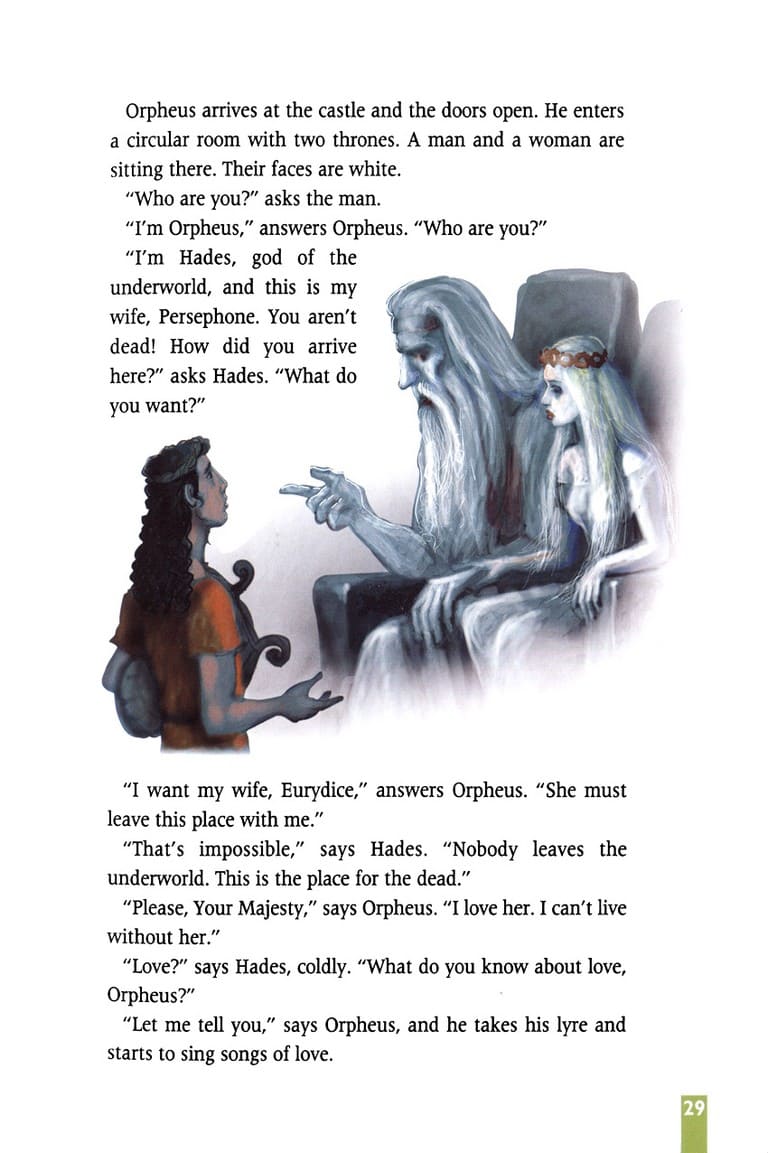 Orpheus arrives at the castle and the doors open. He enters
a circular room with two thrones. A man and a woman are
sitting there. Their faces are white.
“Who are you?” asks the man.
“I’m Orpheus,” answers Orpheus. “Who are you?”
“I’m Hades, god of the
underworld, and this is my
wife, Persephone. You aren’t
dead! How did you arrive
here?” asks Hades. “What do
you want?”
“I want my wife, Eurydice,” answers Orpheus. “She must
leave this place with me.”
“That’s impossible,” says Hades. “Nobody leaves the
underworld. This is the place for the dead.”
“Please, Your Majesty,” says Orpheus. “I love her. I can’t live
without her.”
“Love?” says Hades, coldly. “What do you know about love,
Orpheus?”
“Let me tell you,” says Orpheus, and he takes his lyre and
starts to sing songs of love.
29